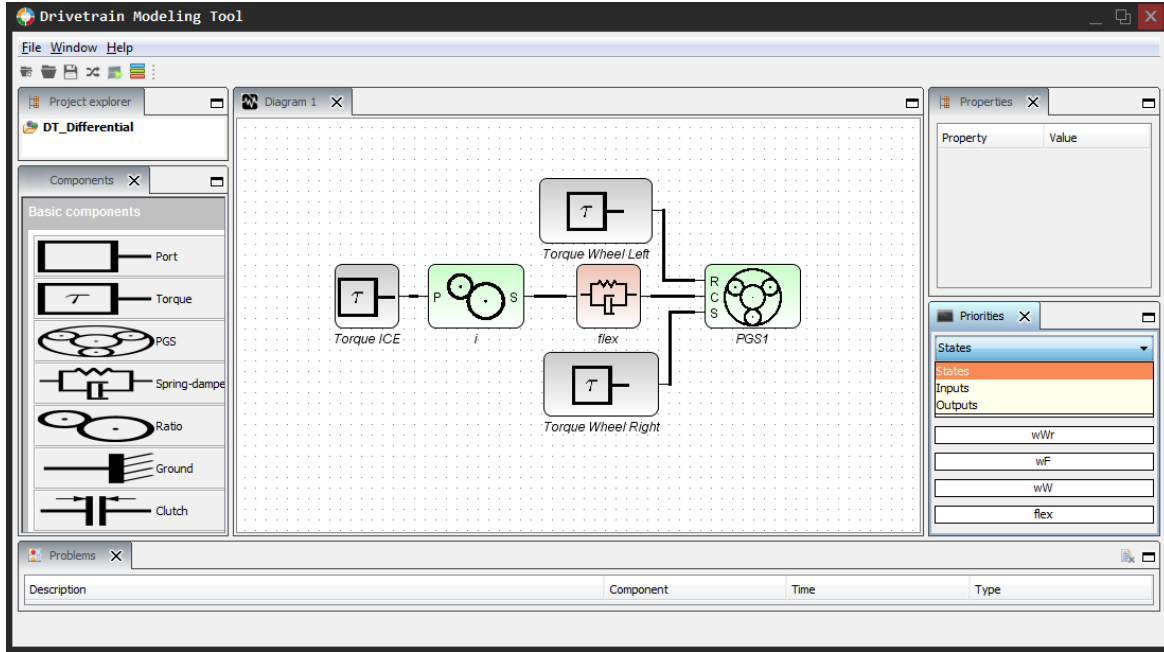 Drivetrain Modeling Tool
File Window Help
Project explorer
DT_Differential
Components
Basic components
Port
Torque
PGS
Spring-dampe
Ratio
Ground
Clutch
Diagram 1
τ
Torque Wheel Left
τ
Torque ICE
P S
i
flex
R
C
S
PGS1
τ
Torque Wheel Right
Properties
Property Value
Priorities
States
States
Inputs
Outputs
wWr
wF
wW
flex
Problems
Description Component Time Type